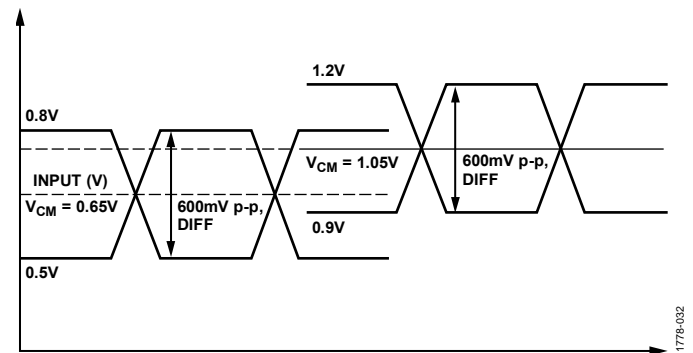 1.2V
0.8V
V_CM = 1.05V
600mV p-p,
DIFF
INPUT (V)
V_CM = 0.65V
600mV p-p,
DIFF
0.9V
0.5V
1778-032